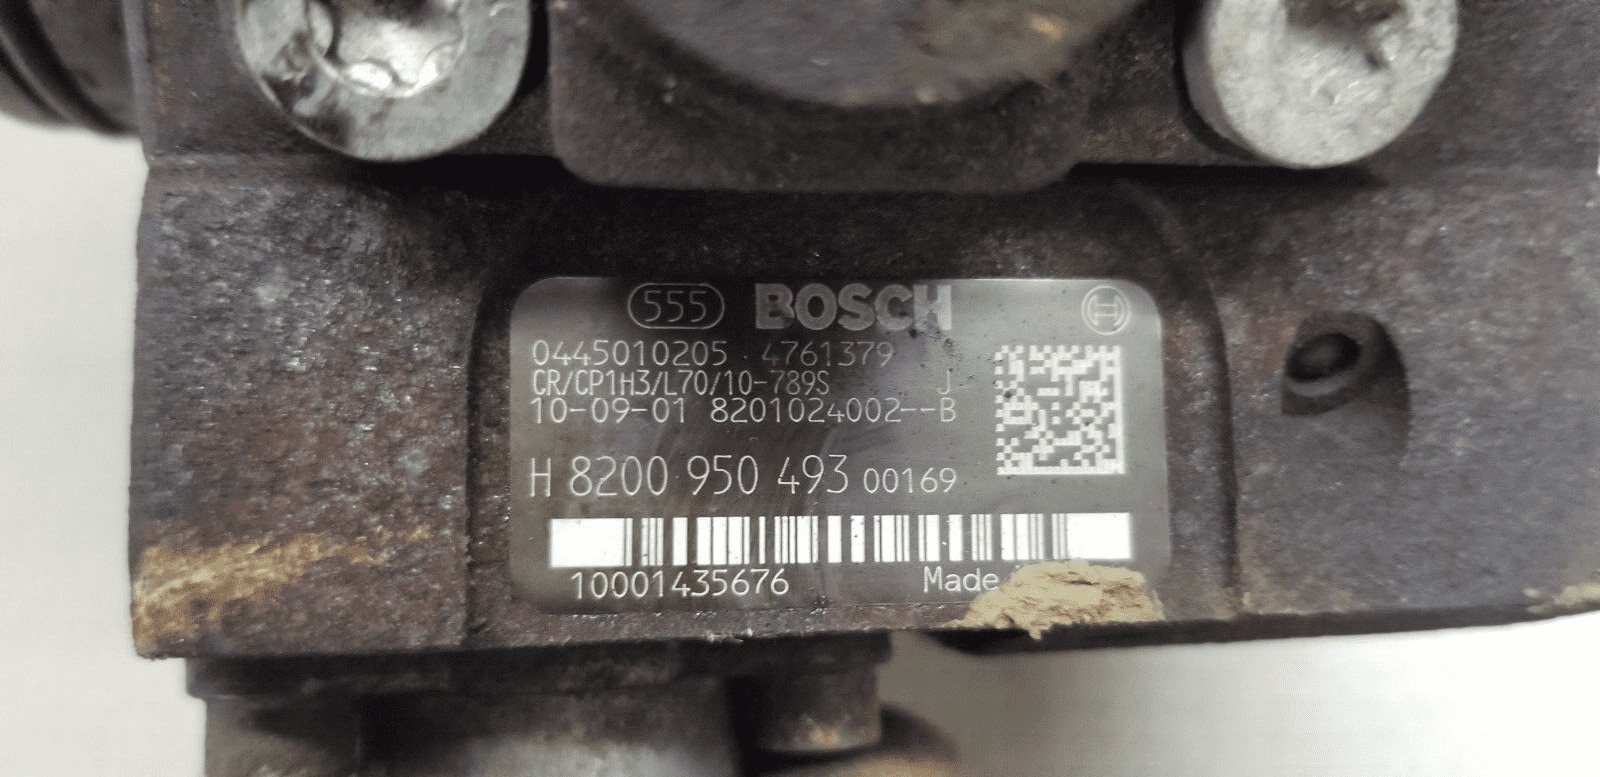 555 BOSCH H
0445010205 4761379
CR/CP1H3/L70/10-789S J
10-09-01 8201024002--B
H 8200 950 493 00169
10001435676 Made